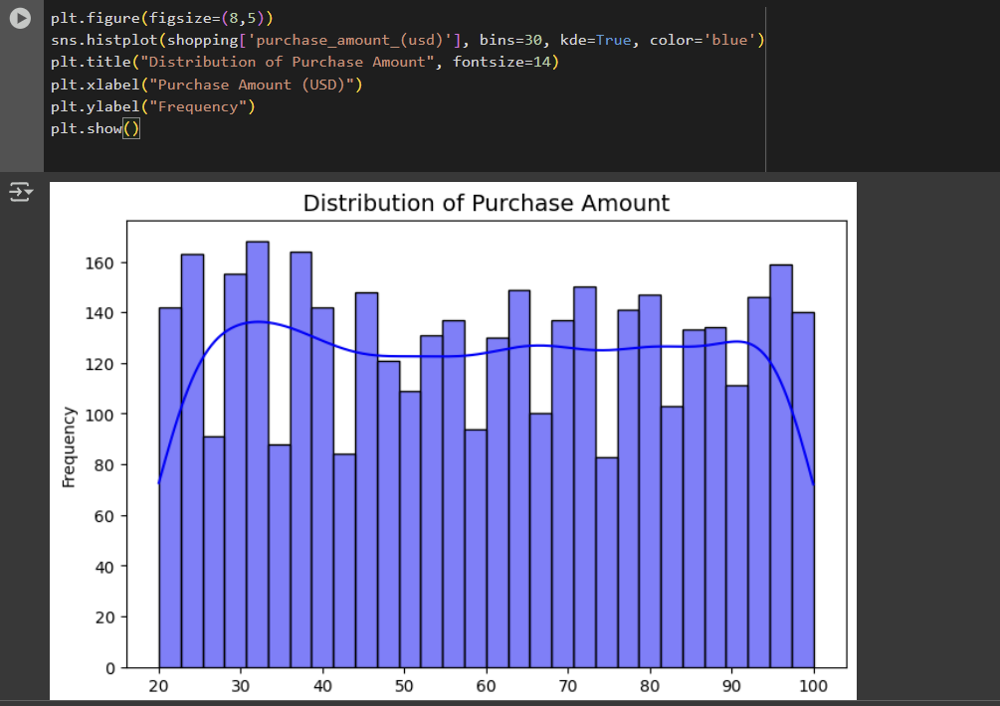 plt.figure(figsize=(8,5))
sns.histplot(shopping['purchase_amount_(usd)'], bins=30, kde=True, color='blue')
plt.title("Distribution of Purchase Amount", fontsize=14)
plt.xlabel("Purchase Amount (USD)")
plt.ylabel("Frequency")
plt.show()
Distribution of Purchase Amount
Frequency
160
140
120
100
80
60
40
20
0
20 30 40 50 60 70 80 90 100